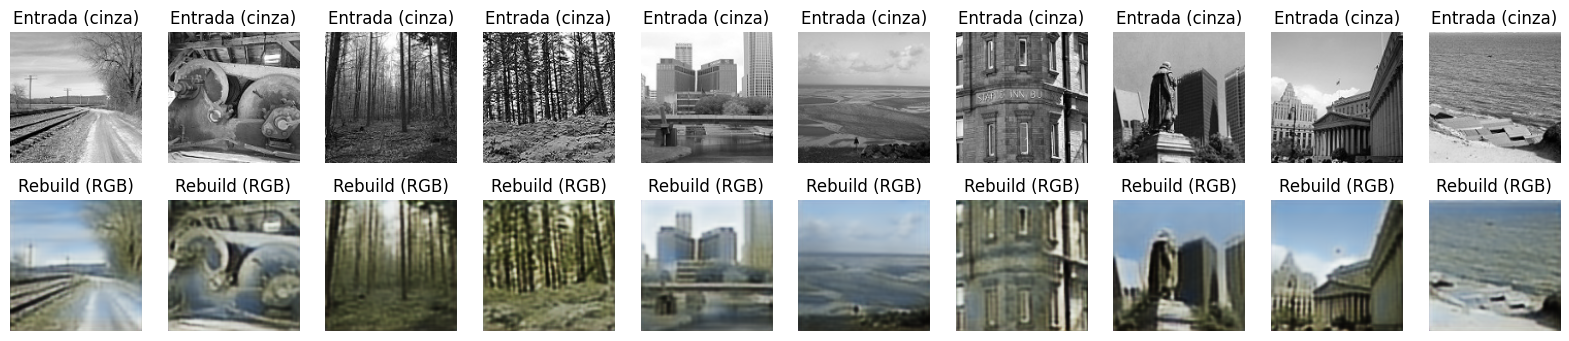 Entrada (cinza) Entrada (cinza) Entrada (cinza) Entrada (cinza) Entrada (cinza) Entrada (cinza) Entrada (cinza) Entrada (cinza) Entrada (cinza) Entrada (cinza)
Rebuild (RGB) Rebuild (RGB) Rebuild (RGB) Rebuild (RGB) Rebuild (RGB) Rebuild (RGB) Rebuild (RGB) Rebuild (RGB) Rebuild (RGB) Rebuild (RGB)